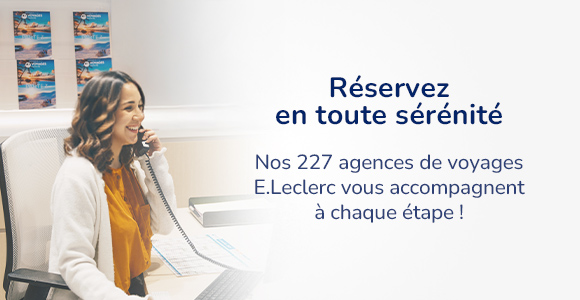 Réservez
en toute sérénité
Nos 227 agences de voyages
E.Leclerc vous accompagnent
à chaque étape !